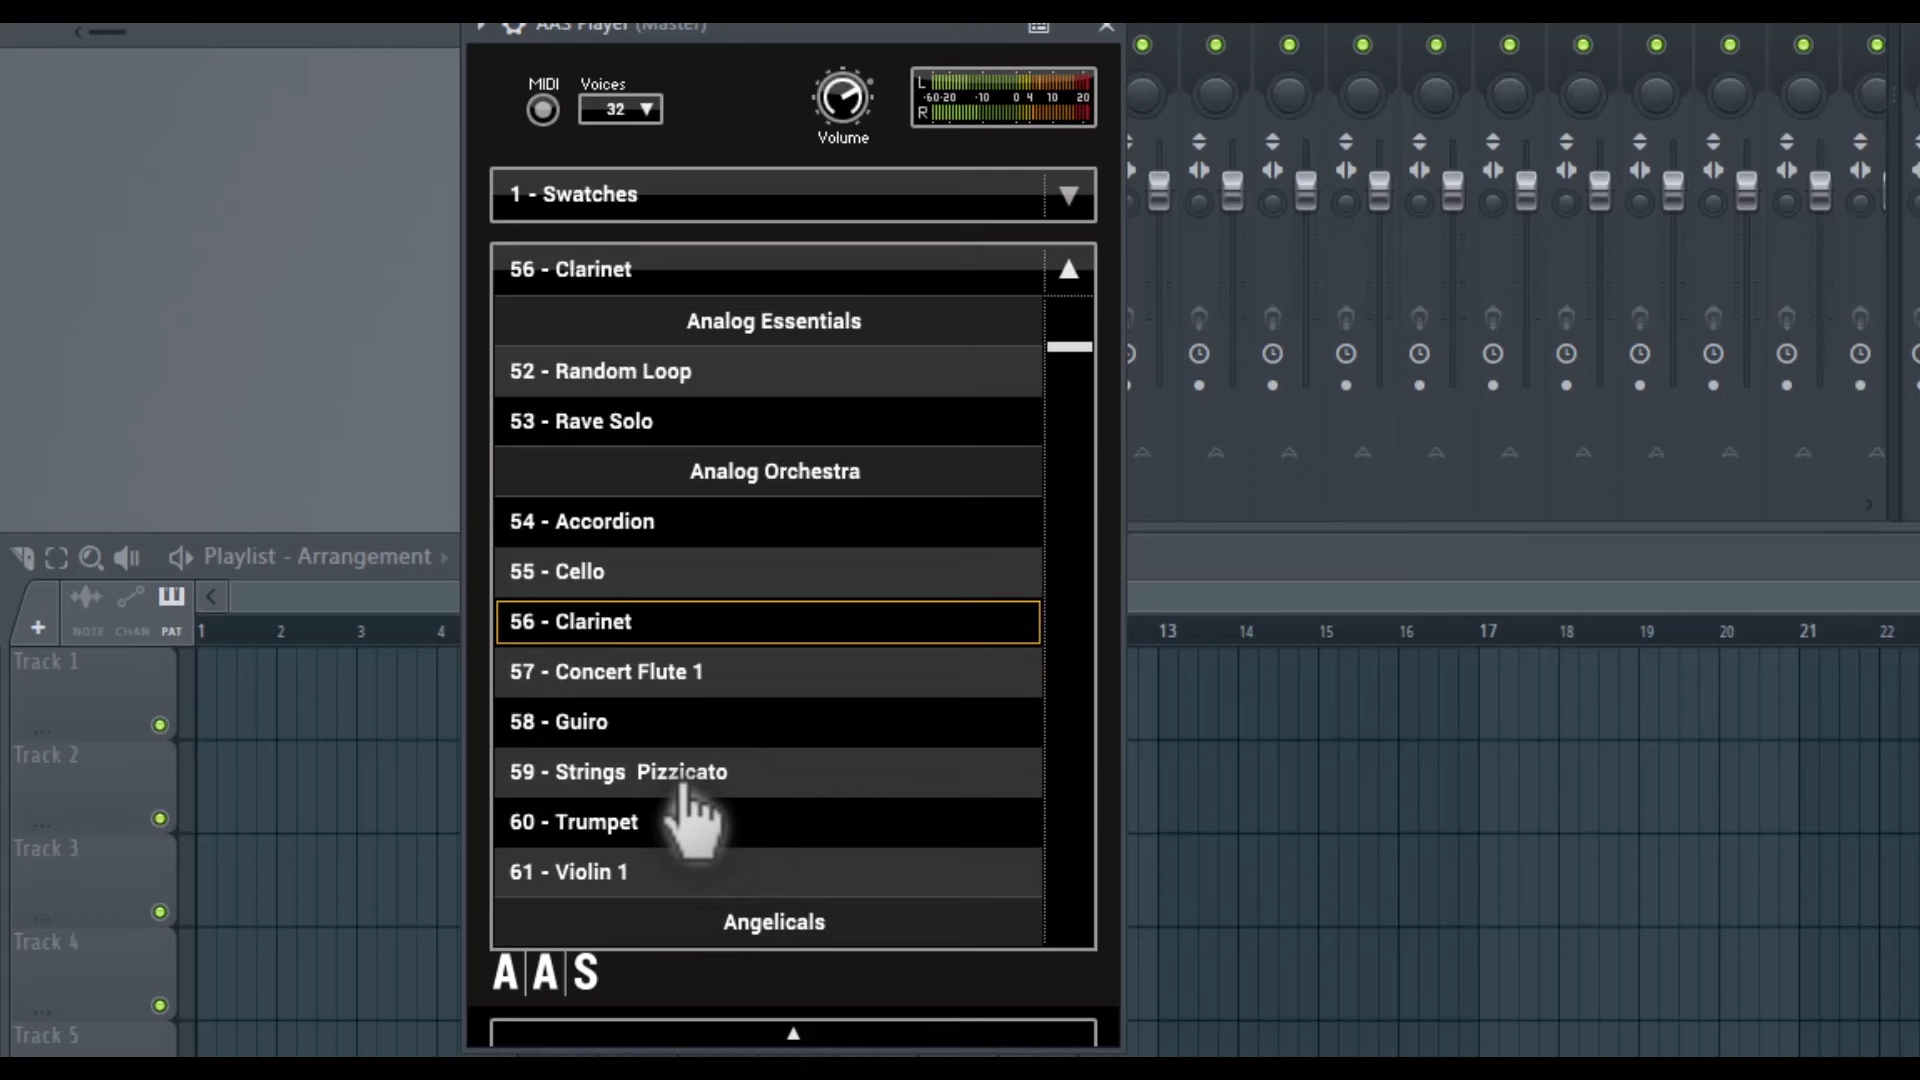 AAS Player (Master)
MIDI
Voices
32
Volume
L
-60-20 -10 0 4 10 20
R
1 - Swatches
56 - Clarinet
Analog Essentials
52 - Random Loop
53 - Rave Solo
Analog Orchestra
54 - Accordion
55 - Cello
56 - Clarinet
57 - Concert Flute 1
58 - Guiro
59 - Strings  Pizzicato
60 - Trumpet
61 - Violin 1
Angelicals
A|A|S
Playlist - Arrangement
NOTE CHAN PAT
1 2 3 4 13 14 15 16 17 18 19 20 21 22
Track 1
...
Track 2
...
Track 3
...
Track 4
...
Track 5